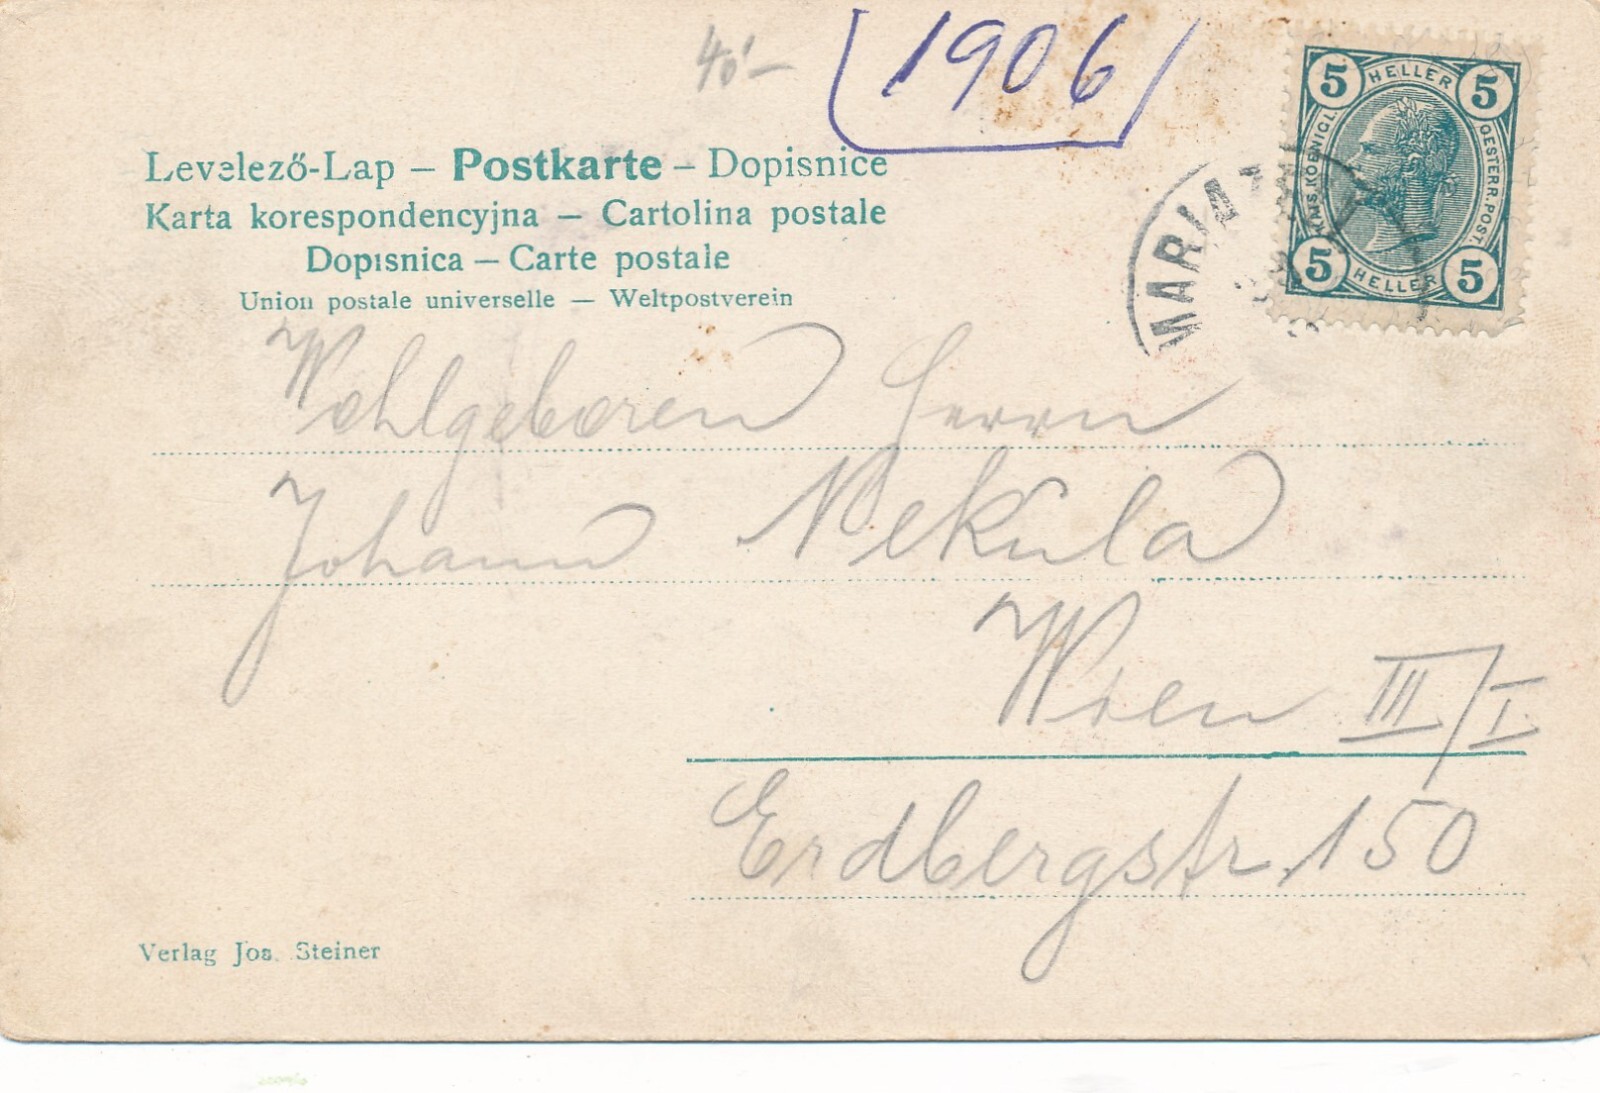 40'-
1906
5 HELLER 5
KAIS. KOENIGL. OESTERR. POST.
5 HELLER 5
MARIAZ
Levelező-Lap – Postkarte – Dopisnice
Karta korespondencyjna – Cartolina postale
Dopisnica – Carte postale
Union postale universelle – Weltpostverein
Wohlgeboren Herrn
Johann Nekula
Wien III/I
Erdbergstr. 150
Verlag Jos. Steiner